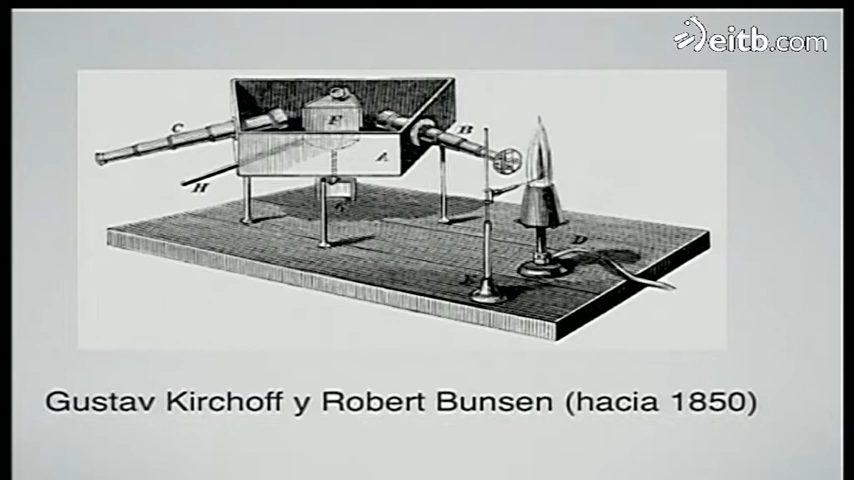 eitb.com
C
F
B
A
H
G
D
E
Gustav Kirchoff y Robert Bunsen (hacia 1850)